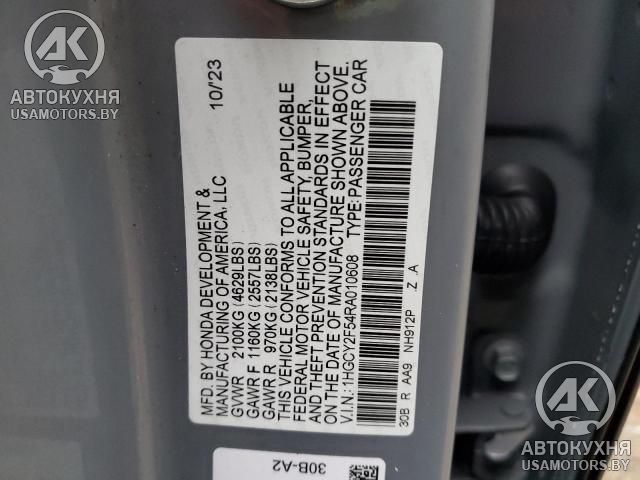 AK
АВТОКУХНЯ
USAMOTORS.BY
MFD. BY HONDA DEVELOPMENT & 10/23
MANUFACTURING OF AMERICA, LLC
GVWR 2100KG (4629LBS)
GAWR F 1160KG (2557LBS)
GAWR R 970KG (2138LBS)
THIS VEHICLE CONFORMS TO ALL APPLICABLE
FEDERAL MOTOR VEHICLE SAFETY, BUMPER,
AND THEFT PREVENTION STANDARDS IN EFFECT
ON THE DATE OF MANUFACTURE SHOWN ABOVE.
V.I.N.: 1HGCY2F54RA010608 TYPE: PASSENGER CAR
30B R AA9 NH912P .Z .A
30B-A2
AK
АВТОКУХНЯ
USAMOTORS.BY